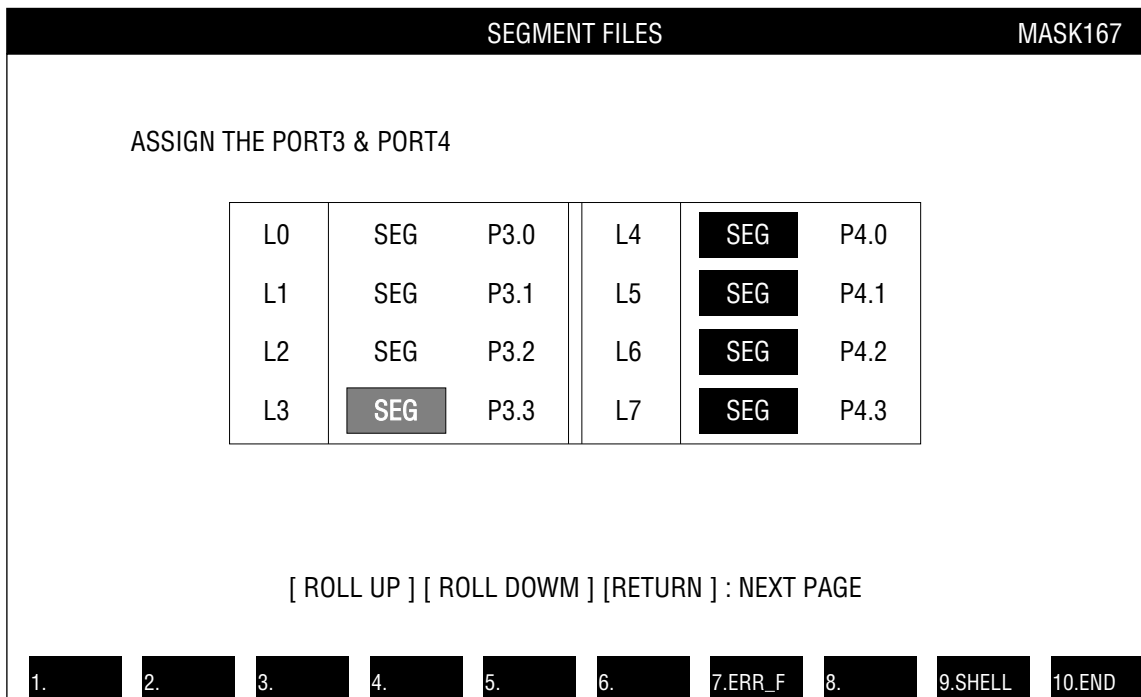 SEGMENT FILES MASK167
ASSIGN THE PORT3 & PORT4
L0 SEG P3.0 L4 SEG P4.0
L1 SEG P3.1 L5 SEG P4.1
L2 SEG P3.2 L6 SEG P4.2
L3 SEG P3.3 L7 SEG P4.3
[ ROLL UP ] [ ROLL DOWM ] [RETURN ] : NEXT PAGE
1. 2. 3. 4. 5. 6. 7.ERR_F 8. 9.SHELL 10.END